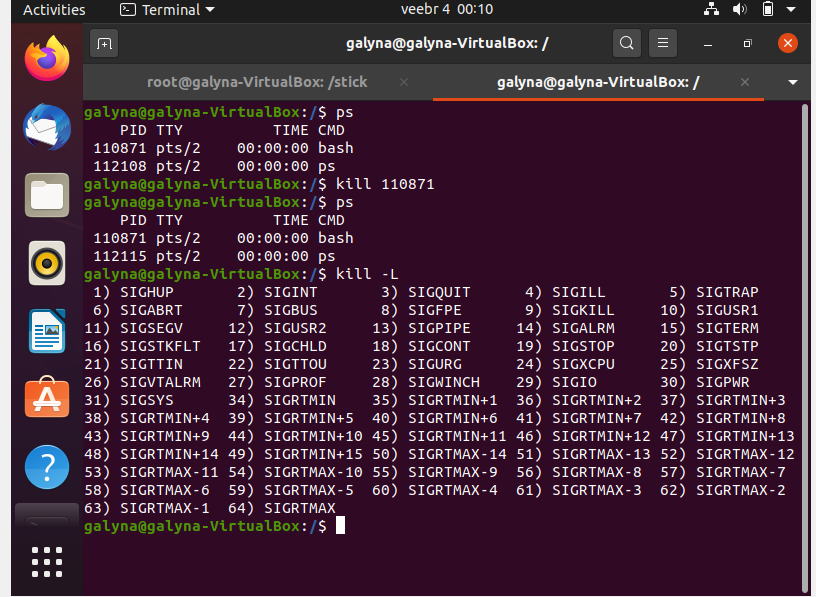 Activities Terminal veebr 4 00:10
galyna@galyna-VirtualBox: /
root@galyna-VirtualBox: /stick galyna@galyna-VirtualBox: /
galyna@galyna-VirtualBox:/$ ps
    PID TTY          TIME CMD
 110871 pts/2    00:00:00 bash
 112108 pts/2    00:00:00 ps
galyna@galyna-VirtualBox:/$ kill 110871
galyna@galyna-VirtualBox:/$ ps
    PID TTY          TIME CMD
 110871 pts/2    00:00:00 bash
 112115 pts/2    00:00:00 ps
galyna@galyna-VirtualBox:/$ kill -L
 1) SIGHUP       2) SIGINT       3) SIGQUIT      4) SIGILL       5) SIGTRAP
 6) SIGABRT      7) SIGBUS       8) SIGFPE       9) SIGKILL     10) SIGUSR1
11) SIGSEGV     12) SIGUSR2     13) SIGPIPE     14) SIGALRM     15) SIGTERM
16) SIGSTKFLT   17) SIGCHLD     18) SIGCONT     19) SIGSTOP     20) SIGTSTP
21) SIGTTIN     22) SIGTTOU     23) SIGURG      24) SIGXCPU     25) SIGXFSZ
26) SIGVTALRM   27) SIGPROF     28) SIGWINCH    29) SIGIO       30) SIGPWR
31) SIGSYS      34) SIGRTMIN    35) SIGRTMIN+1  36) SIGRTMIN+2  37) SIGRTMIN+3
38) SIGRTMIN+4  39) SIGRTMIN+5  40) SIGRTMIN+6  41) SIGRTMIN+7  42) SIGRTMIN+8
43) SIGRTMIN+9  44) SIGRTMIN+10 45) SIGRTMIN+11 46) SIGRTMIN+12 47) SIGRTMIN+13
48) SIGRTMIN+14 49) SIGRTMIN+15 50) SIGRTMAX-14 51) SIGRTMAX-13 52) SIGRTMAX-12
53) SIGRTMAX-11 54) SIGRTMAX-10 55) SIGRTMAX-9  56) SIGRTMAX-8  57) SIGRTMAX-7
58) SIGRTMAX-6  59) SIGRTMAX-5  60) SIGRTMAX-4  61) SIGRTMAX-3  62) SIGRTMAX-2
63) SIGRTMAX-1  64) SIGRTMAX
galyna@galyna-VirtualBox:/$